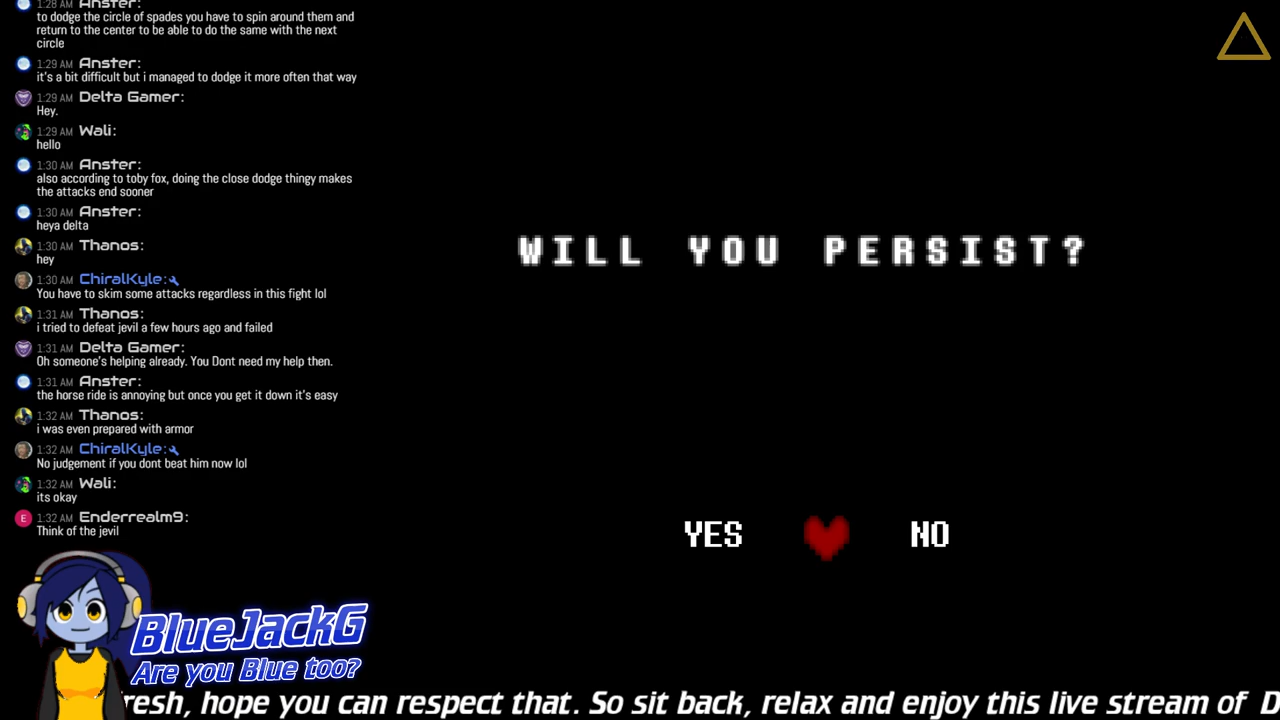 1:28 AM Anster:
to dodge the circle of spades you have to spin around them and
return to the center to be able to do the same with the next
circle
1:29 AM Anster:
it's a bit difficult but i managed to dodge it more often that way
1:29 AM Delta Gamer:
Hey.
1:29 AM Wali:
hello
1:30 AM Anster:
also according to toby fox, doing the close dodge thingy makes
the attacks end sooner
1:30 AM Anster:
heya delta
1:30 AM Thanos:
hey
1:30 AM ChiralKyle:
You have to skim some attacks regardless in this fight lol
1:31 AM Thanos:
i tried to defeat jevil a few hours ago and failed
1:31 AM Delta Gamer:
Oh someone's helping already. You Dont need my help then.
1:31 AM Anster:
the horse ride is annoying but once you get it down it's easy
1:32 AM Thanos:
i was even prepared with armor
1:32 AM ChiralKyle:
No judgement if you dont beat him now lol
1:32 AM Wali:
its okay
E 1:32 AM Enderrealm9:
Think of the jevil
WILL YOU PERSIST?
YES NO
BlueJackG
Are you Blue too?
resh, hope you can respect that. So sit back, relax and enjoy this live stream of D